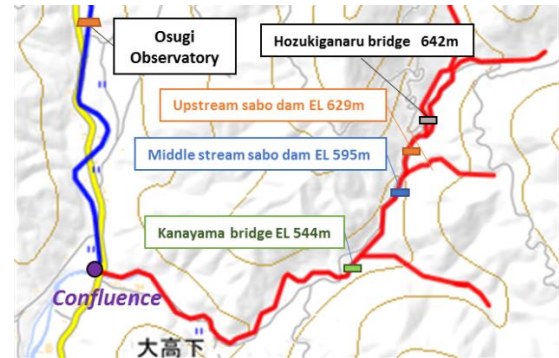 Osugi
Observatory
Hozukiganaru bridge 642m
Upstream sabo dam EL 629m
Middle stream sabo dam EL 595m
Kanayama bridge EL 544m
Confluence
大高下